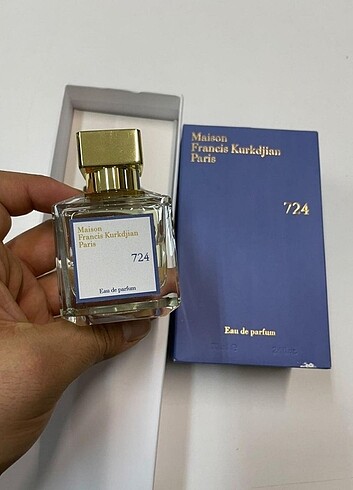 Maison
Francis Kurkdjian
Paris
724
Eau de parfum
Maison
Francis Kurkdjian
Paris
724
Eau de parfum